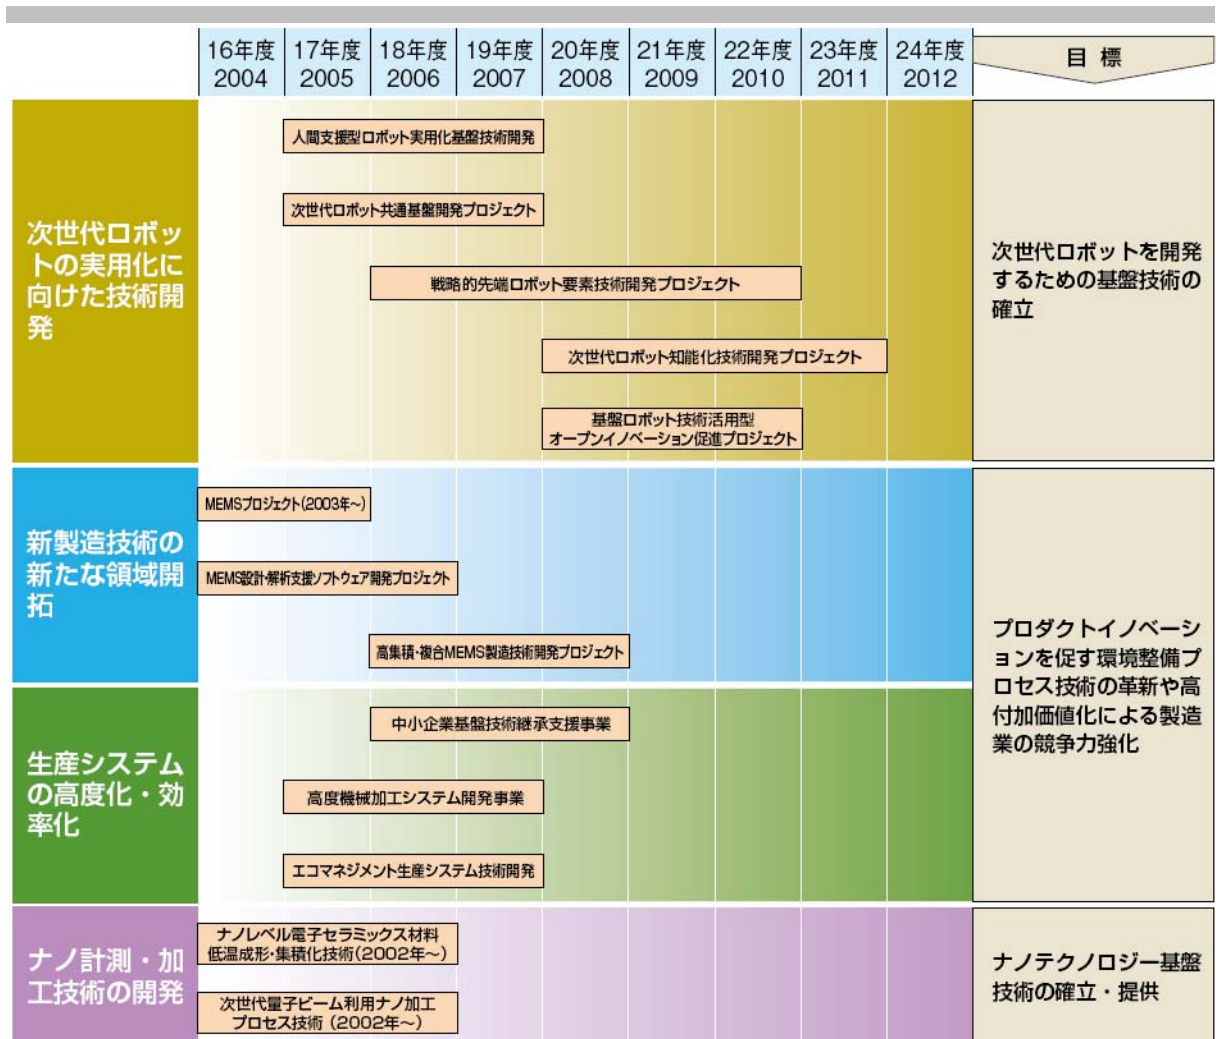 16年度 17年度 18年度 19年度 20年度 21年度 22年度 23年度 24年度
2004 2005 2006 2007 2008 2009 2010 2011 2012
目 標
次世代ロボッ
トの実用化に
向けた技術開
発
人間支援型ロボット実用化基盤技術開発
次世代ロボット共通基盤開発プロジェクト
戦略的先端ロボット要素技術開発プロジェクト
次世代ロボット知能化技術開発プロジェクト
基盤ロボット技術活用型
オープンイノベーション促進プロジェクト
次世代ロボットを開発
するための基盤技術の
確立
新製造技術の
新たな領域開
拓
MEMSプロジェクト(2003年~)
MEMS設計・解析支援ソフトウェア開発プロジェクト
高集積・複合MEMS製造技術開発プロジェクト
生産システム
の高度化・効
率化
中小企業基盤技術継承支援事業
高度機械加工システム開発事業
エコマネジメント生産システム技術開発
プロダクトイノベーシ
ョンを促す環境整備プ
ロセス技術の革新や高
付加価値化による製造
業の競争力強化
ナノ計測・加
工技術の開発
ナノレベル電子セラミックス材料
低温成形・集積化技術(2002年~)
次世代量子ビーム利用ナノ加工
プロセス技術 (2002年~)
ナノテクノロジー基盤
技術の確立・提供